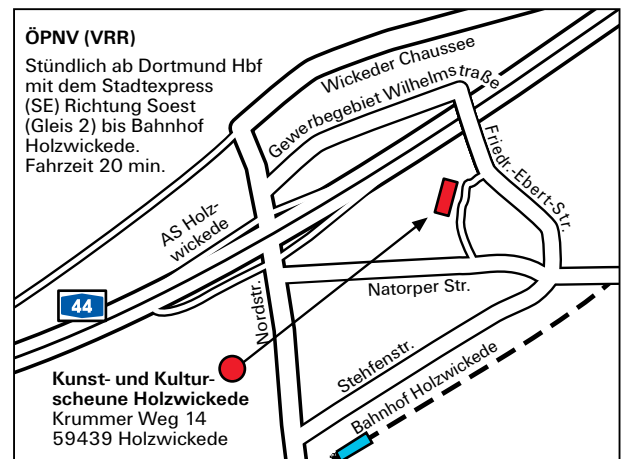 ÖPNV (VRR)
Stündlich ab Dortmund Hbf
mit dem Stadtexpress
(SE) Richtung Soest
(Gleis 2) bis Bahnhof
Holzwickede.
Fahrzeit 20 min.
Wickeder Chaussee
Gewerbegebiet Wilhelmstraße
Friedr.-Ebert-Str.
AS Holz-
wickede
44
Nordstr.
Natorper Str.
Stehfenstr.
Bahnhof Holzwickede
Kunst- und Kultur-
scheune Holzwickede
Krummer Weg 14
59439 Holzwickede